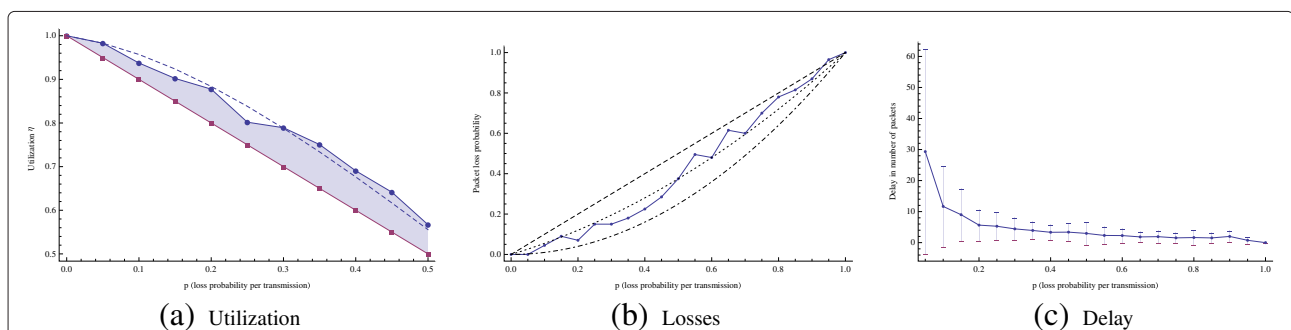 Utilization η
1.0
0.9
0.8
0.7
0.6
0.5
0.0 0.1 0.2 0.3 0.4 0.5
p (loss probability per transmission)
(a) Utilization
Packet loss probability
1.0
0.8
0.6
0.4
0.2
0.0
0.0 0.2 0.4 0.6 0.8 1.0
p (loss probability per transmission)
(b) Losses
Delay in number of packets
60
50
40
30
20
10
0
0.2 0.4 0.6 0.8 1.0
p (loss probability per transmission)
(c) Delay